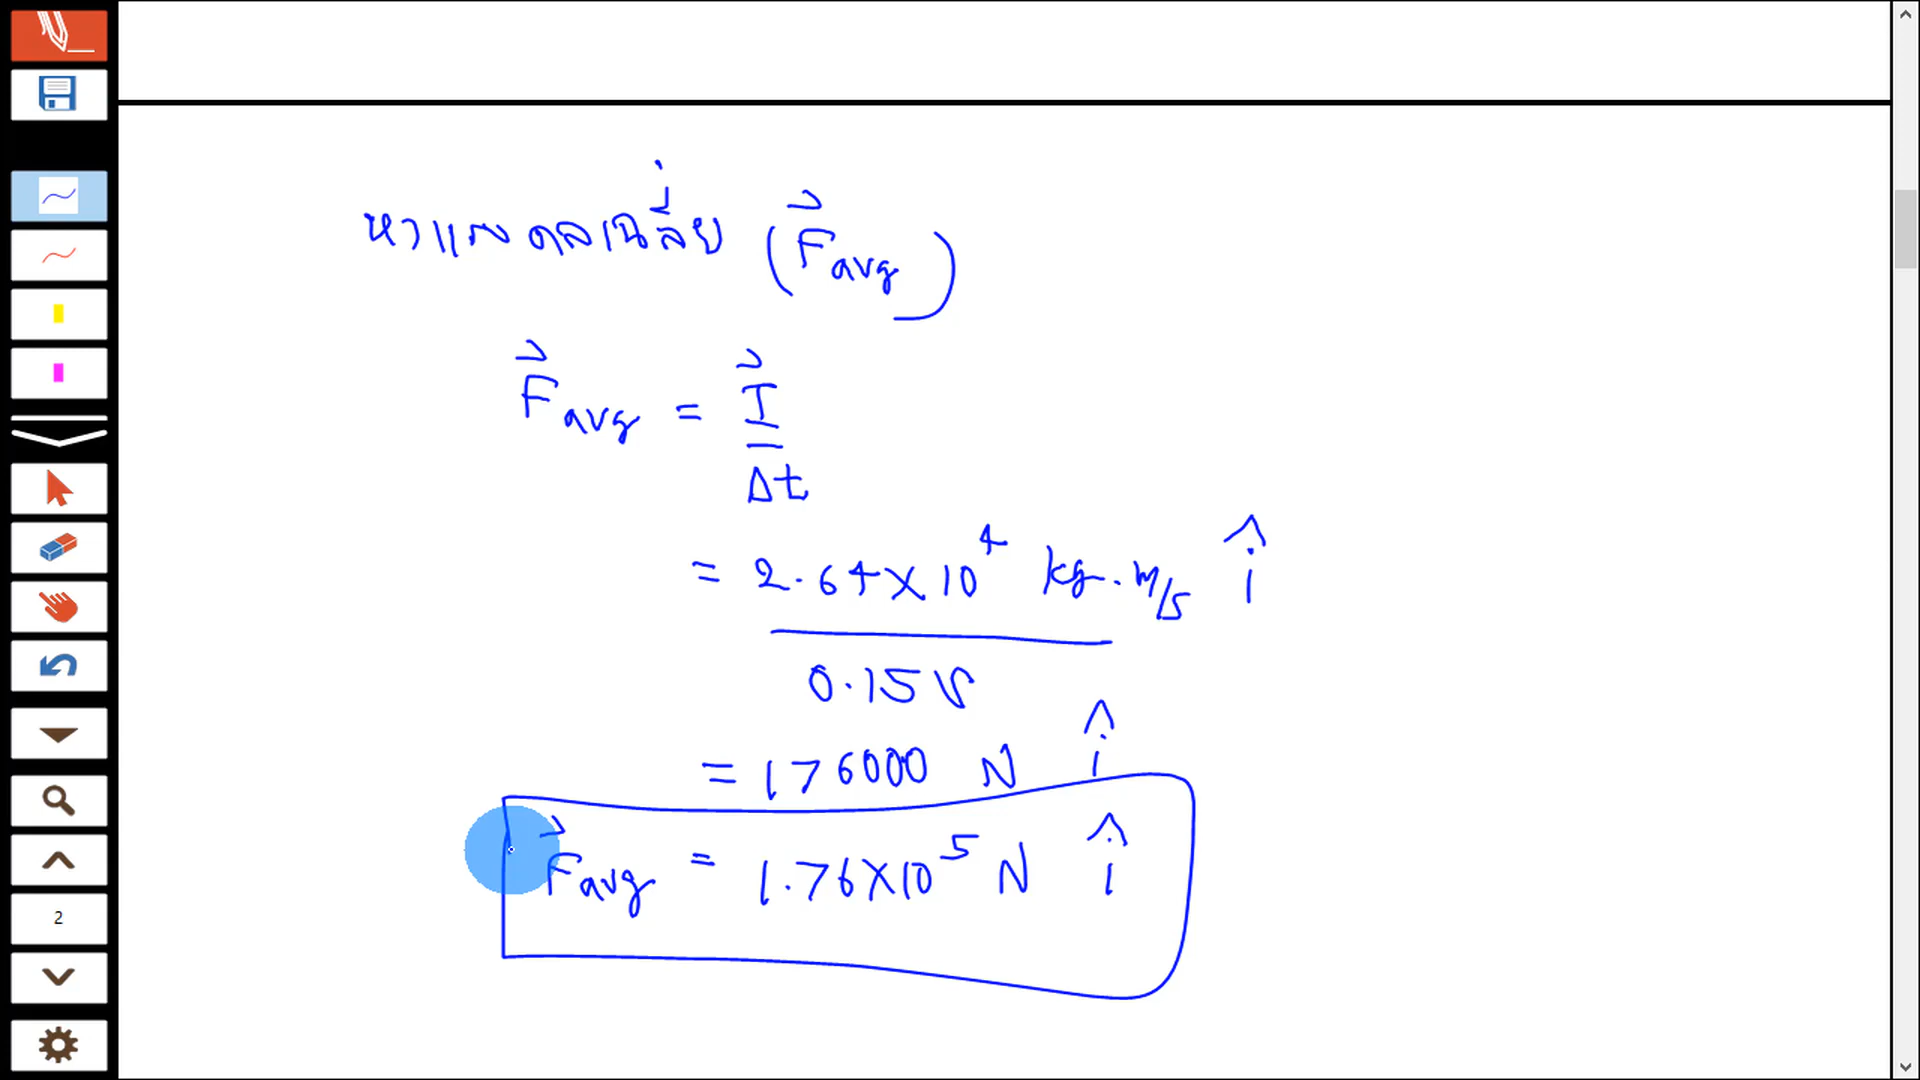 หาแรงดลเฉลี่ย (F⃗avg)
F⃗avg = I⃗
Δt
= 2.64×10⁴ kg.m/s î
0.15 s
= 176000 N î
F⃗avg = 1.76×10⁵ N î
2